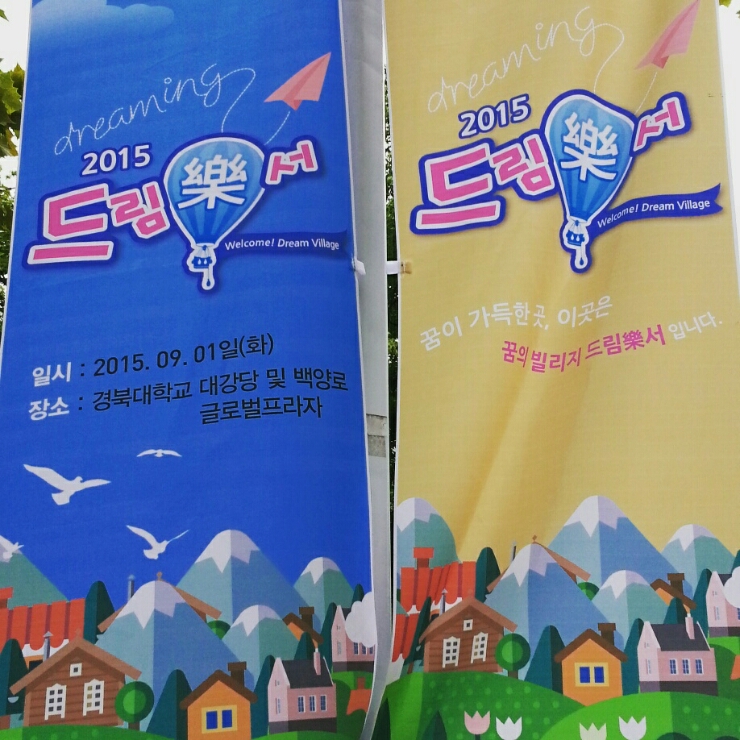 dreaming
2015
드림樂서
Welcome! Dream Village
일시 : 2015. 09. 01일(화)
장소 : 경북대학교 대강당 및 백양로
글로벌프라자
dreaming
2015
드림樂서
Welcome! Dream Village
꿈이 가득한곳, 이곳은
꿈의 빌리지 드림樂서 입니다.